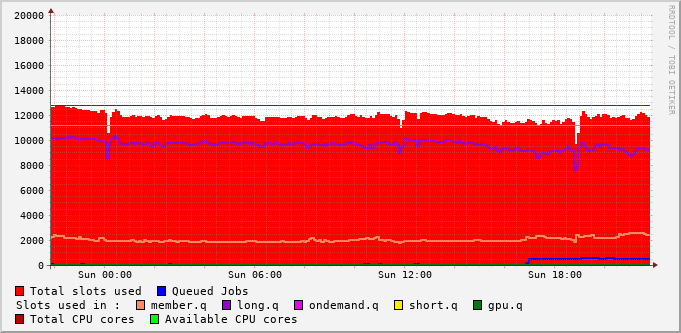 20000
18000
16000
14000
12000
10000
8000
6000
4000
2000
0
Sun 00:00 Sun 06:00 Sun 12:00 Sun 18:00
RRDTOOL / TOBI OETIKER
Total slots used Queued Jobs
Slots used in : member.q long.q ondemand.q short.q gpu.q
Total CPU cores Available CPU cores